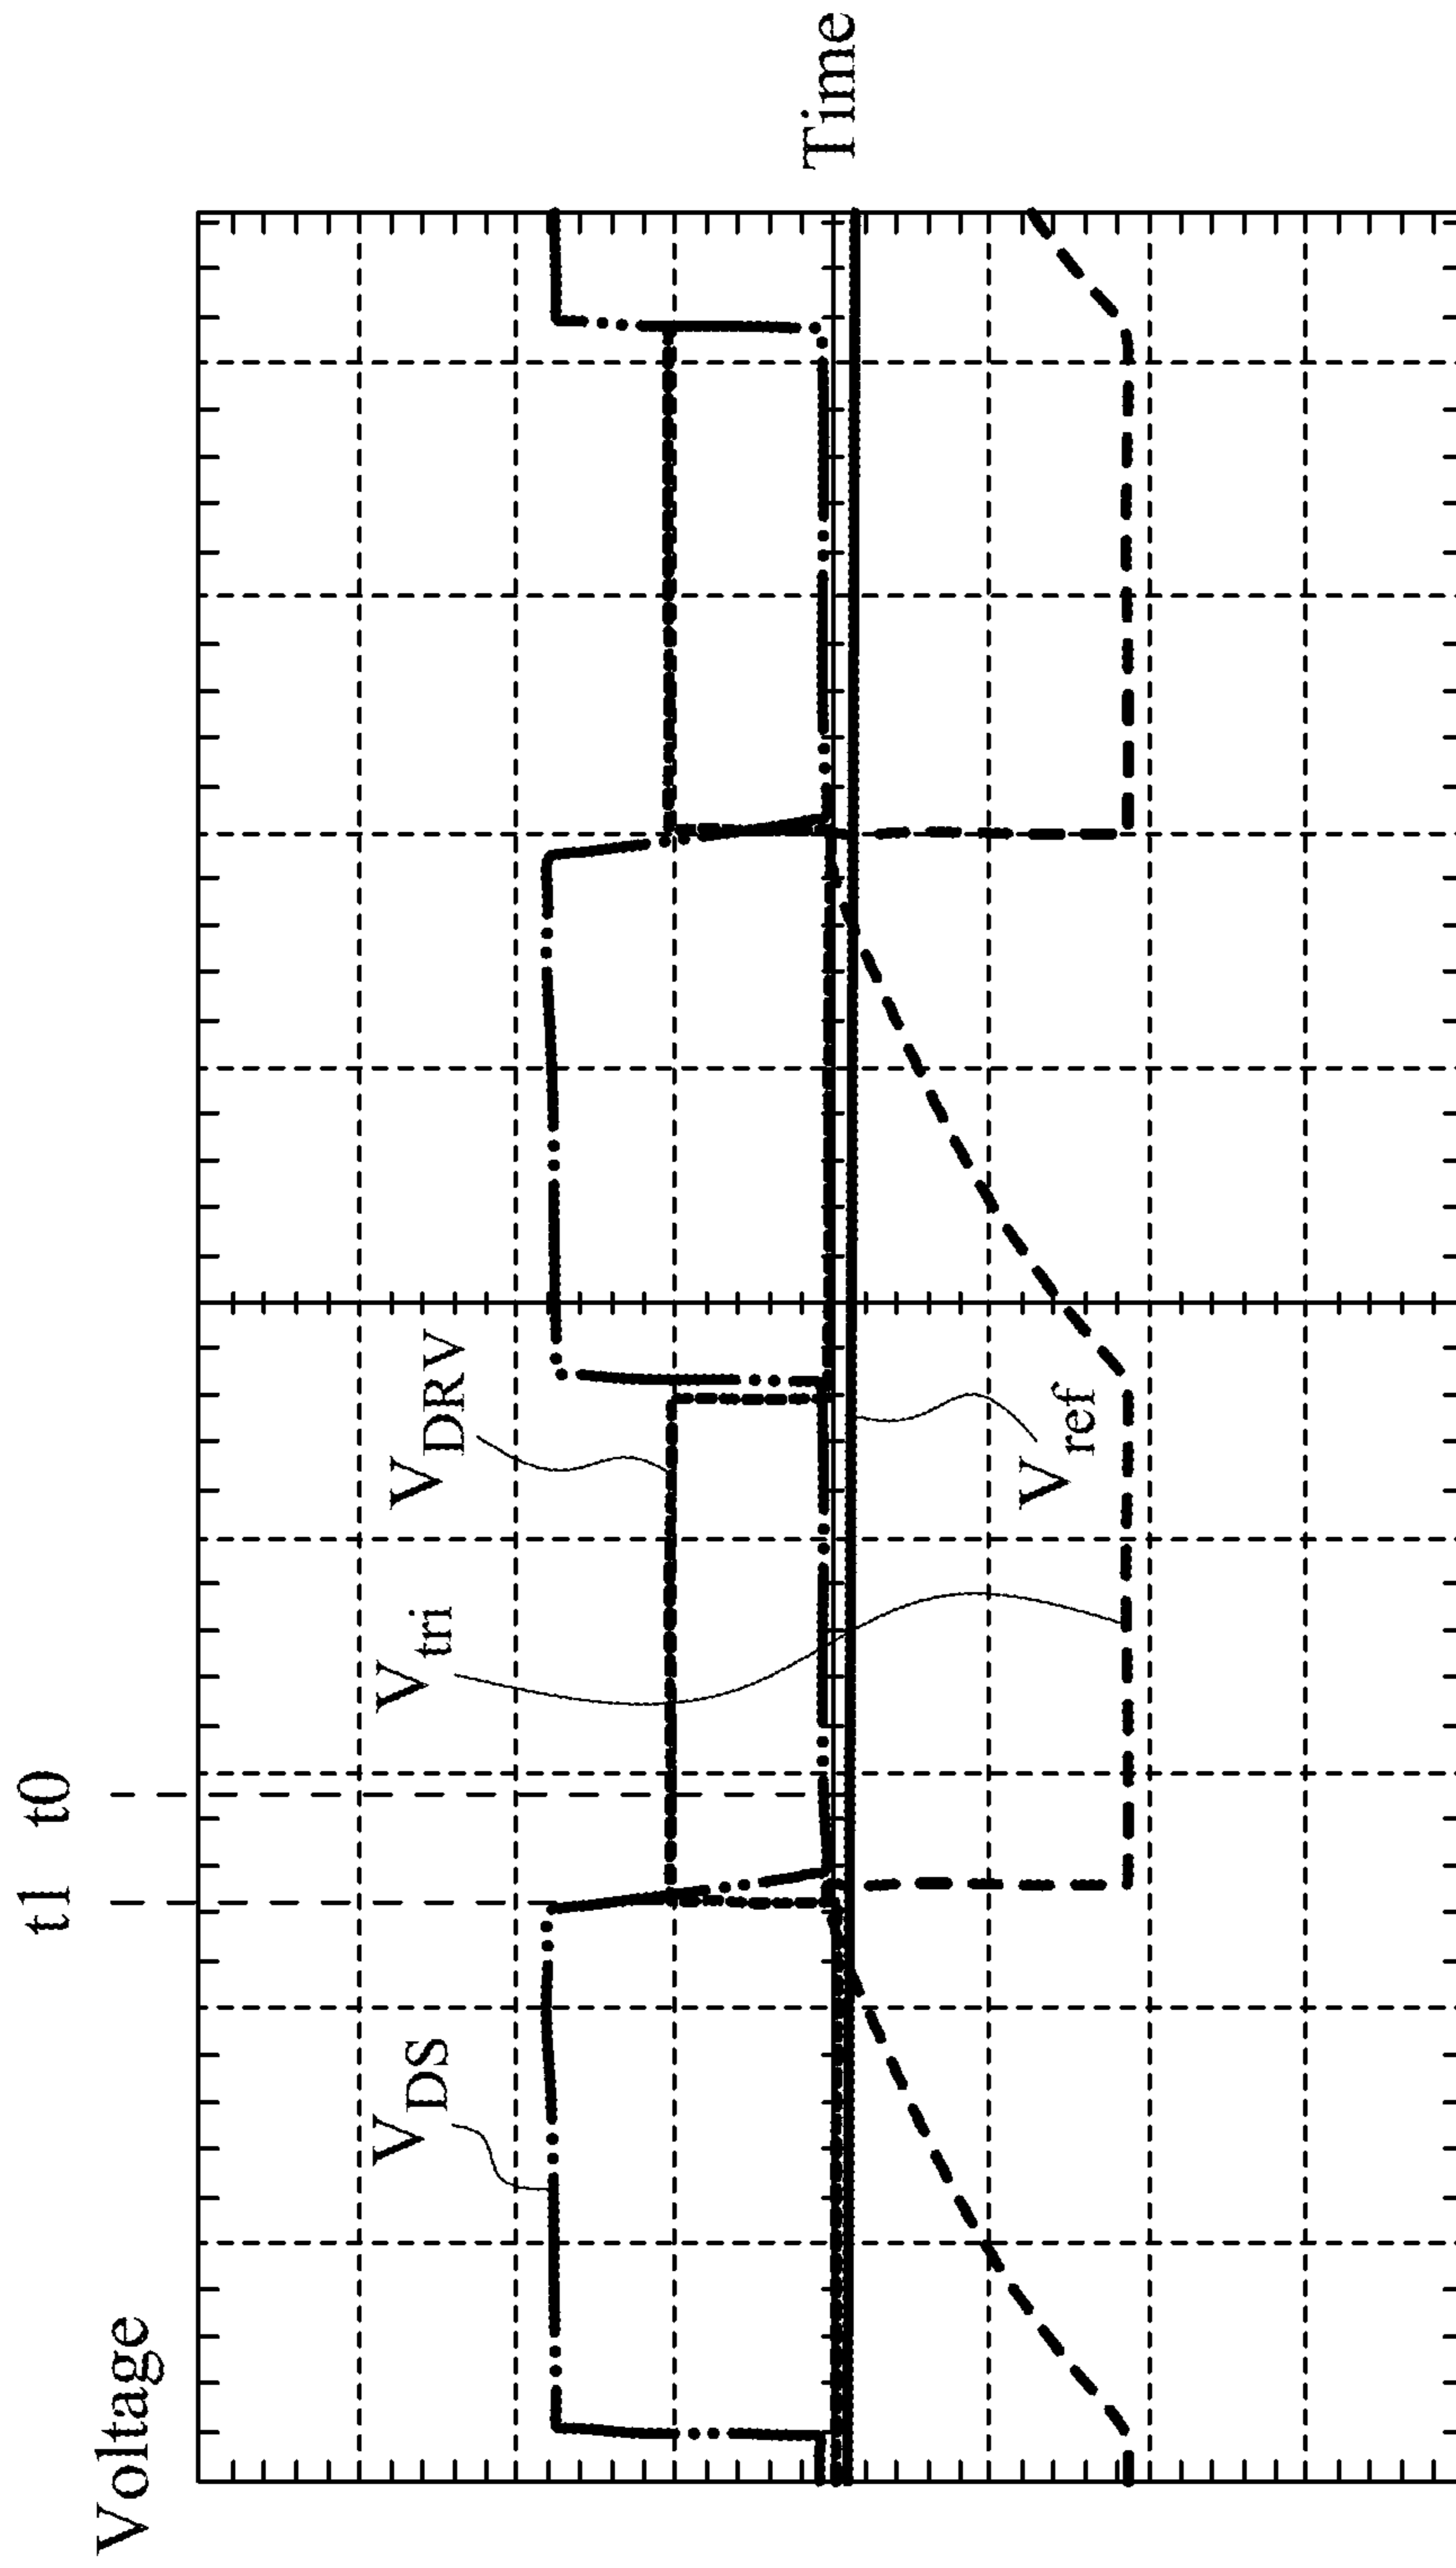 Voltage
t1 t0
V_DS
V_tri
V_DRV
V_ref
Time